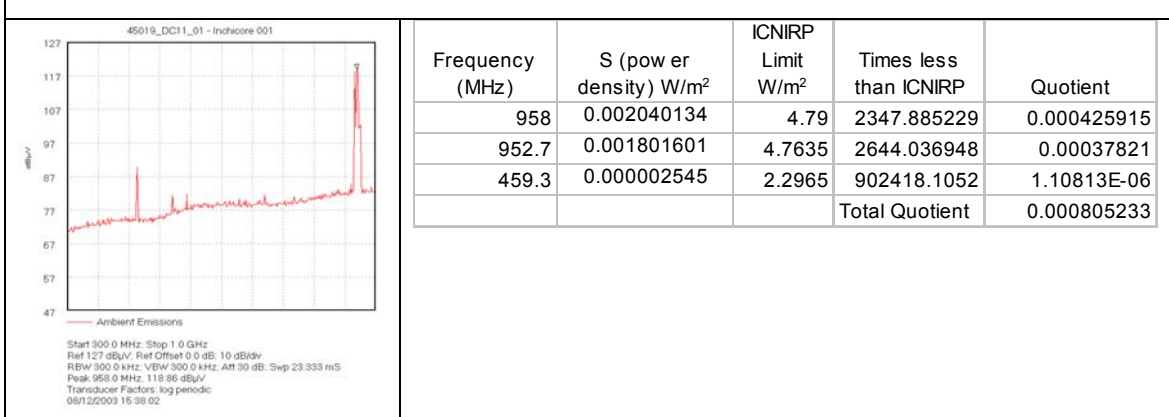 45019_DC11_01 - Inchicore 001
127
117
107
97
87
77
67
57
47
dBµV
Ambient Emissions
Start 300.0 MHz; Stop 1.0 GHz
Ref 127 dBµV; Ref Offset 0.0 dB; 10 dB/div
RBW 300.0 kHz; VBW 300.0 kHz; Att 30 dB; Swp 23.333 mS
Peak 958.0 MHz, 118.86 dBµV
Transducer Factors: log periodic
08/12/2003 15:38:02
Frequency (MHz) S (pow er density) W/m² ICNIRP Limit W/m² Times less than ICNIRP Quotient
958 0.002040134 4.79 2347.885229 0.000425915
952.7 0.001801601 4.7635 2644.036948 0.00037821
459.3 0.000002545 2.2965 902418.1052 1.10813E-06
Total Quotient 0.000805233